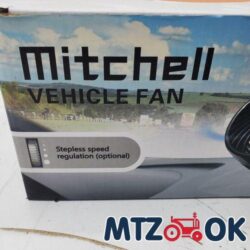 Mitchell
VEHICLE FAN
Stepless speed
regulation (optional)
MTZ OK